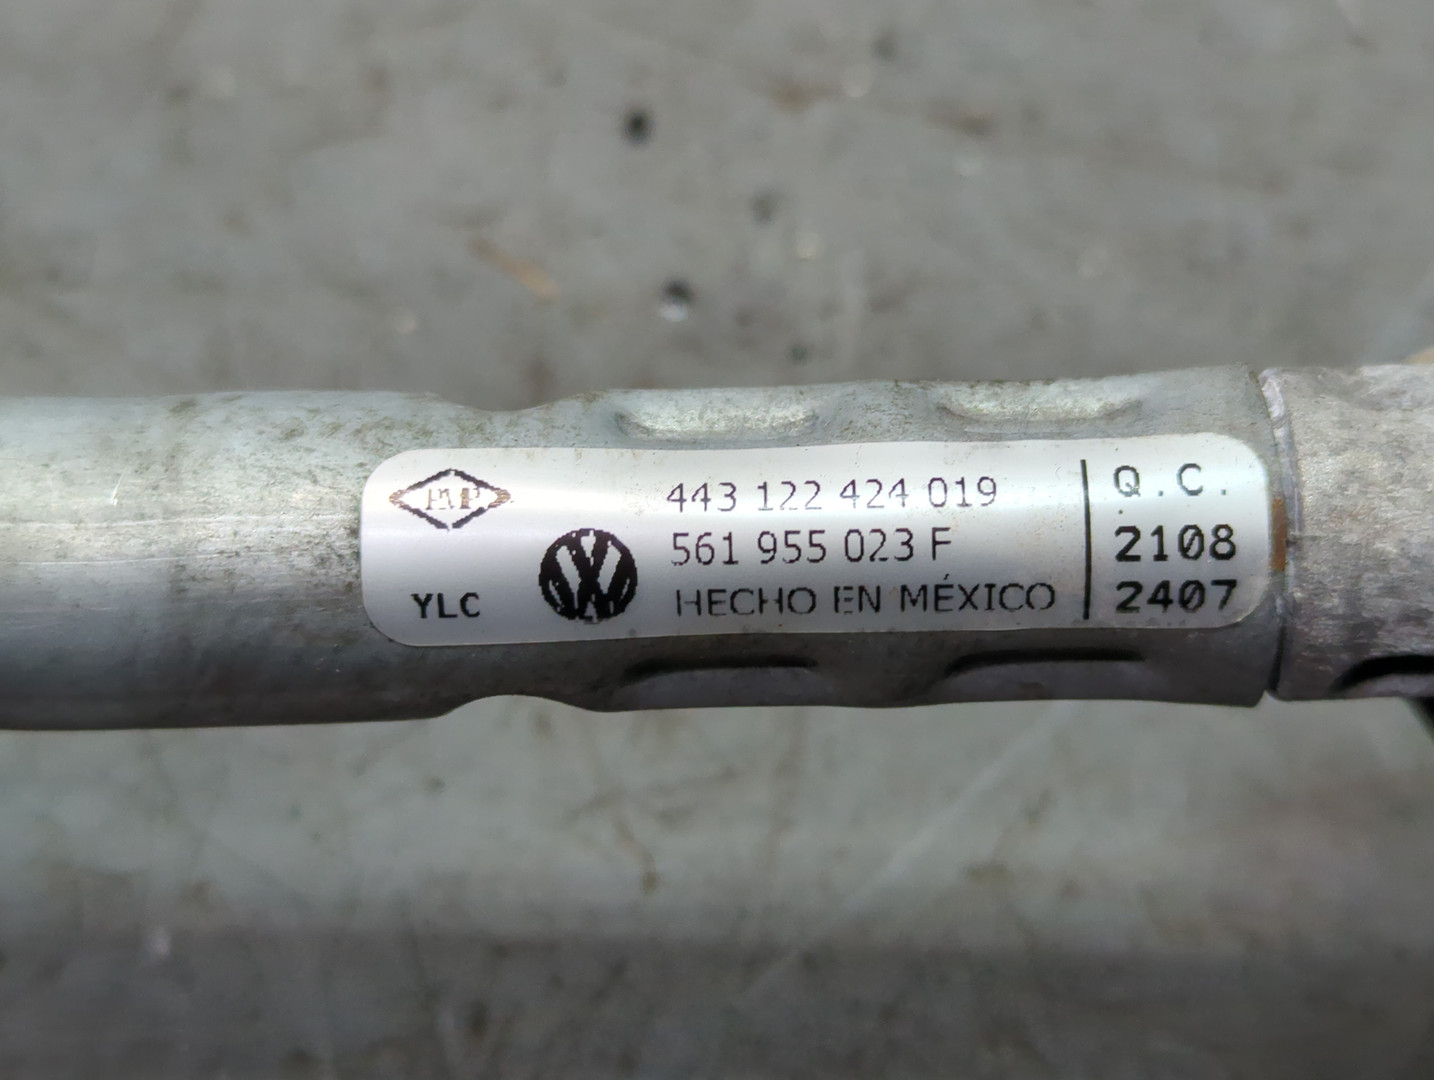 443 122 424 019
561 955 023 F
YLC
HECHO EN MÉXICO
Q.C.
2108
2407